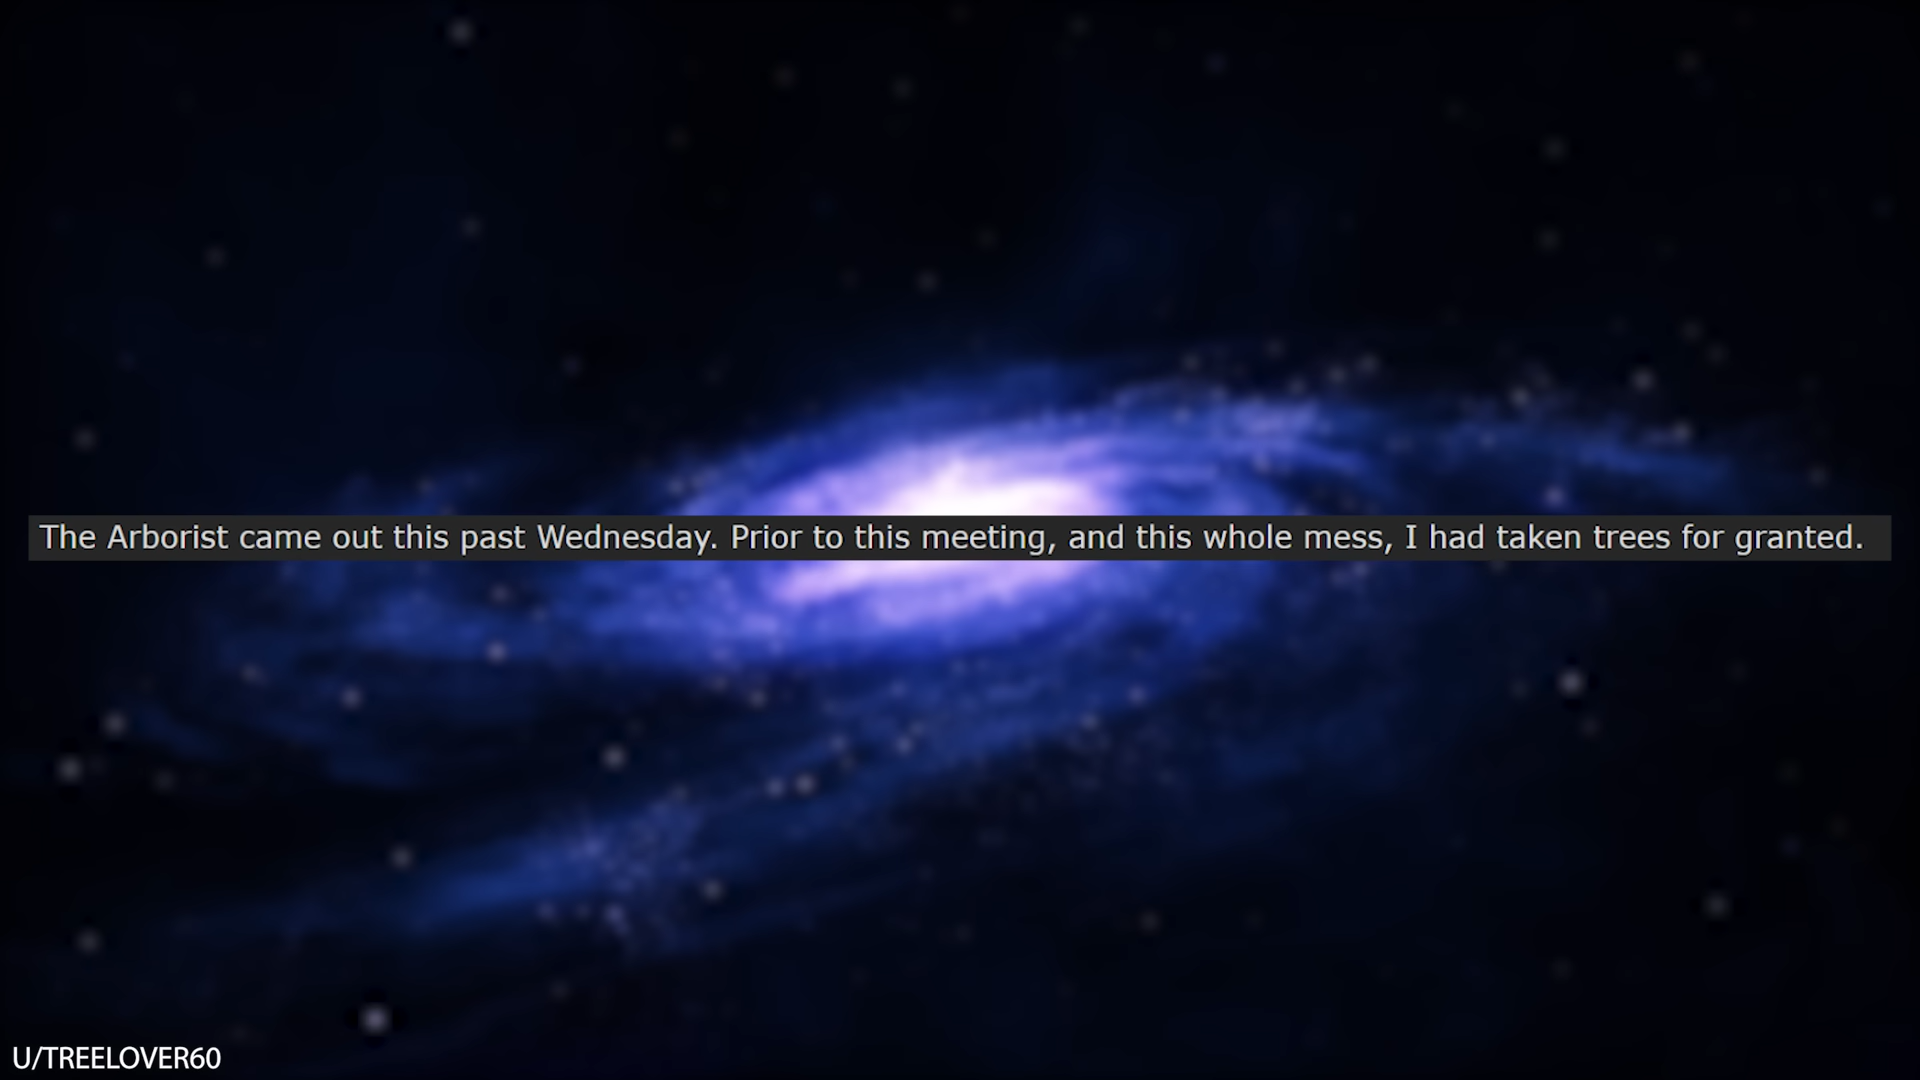 The Arborist came out this past Wednesday. Prior to this meeting, and this whole mess, I had taken trees for granted.
U/TREELOVER60